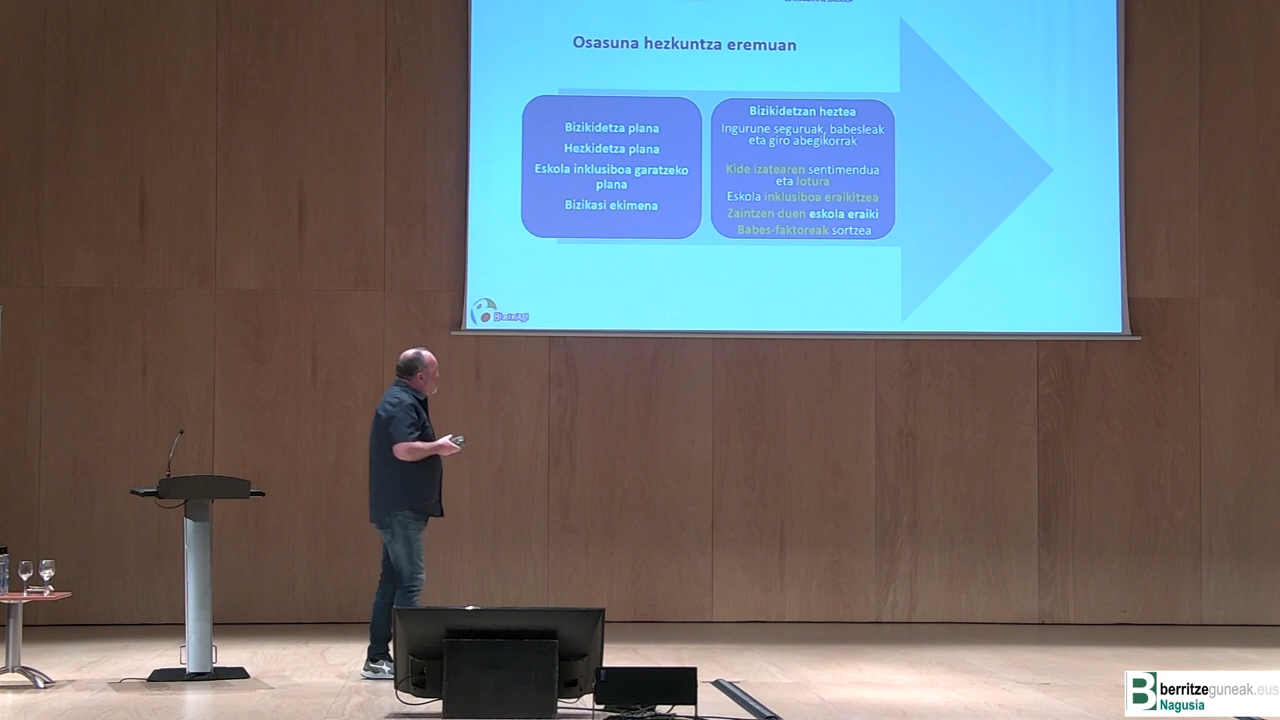 Osasuna hezkuntza eremuan
Bizikidetza plana
Hezkidetza plana
Eskola inklusiboa garatzeko
plana
Bizikasi ekimena
Bizikidetzan heztea
Ingurune seguruak, babesleak
eta giro abegikorrak
Kide izatearen sentimendua
eta lotura
Eskola inklusiboa eraikitzea
Zaintzen duen eskola eraiki
Babes-faktoreak sortzea
berritzeguneak.eus
Nagusia